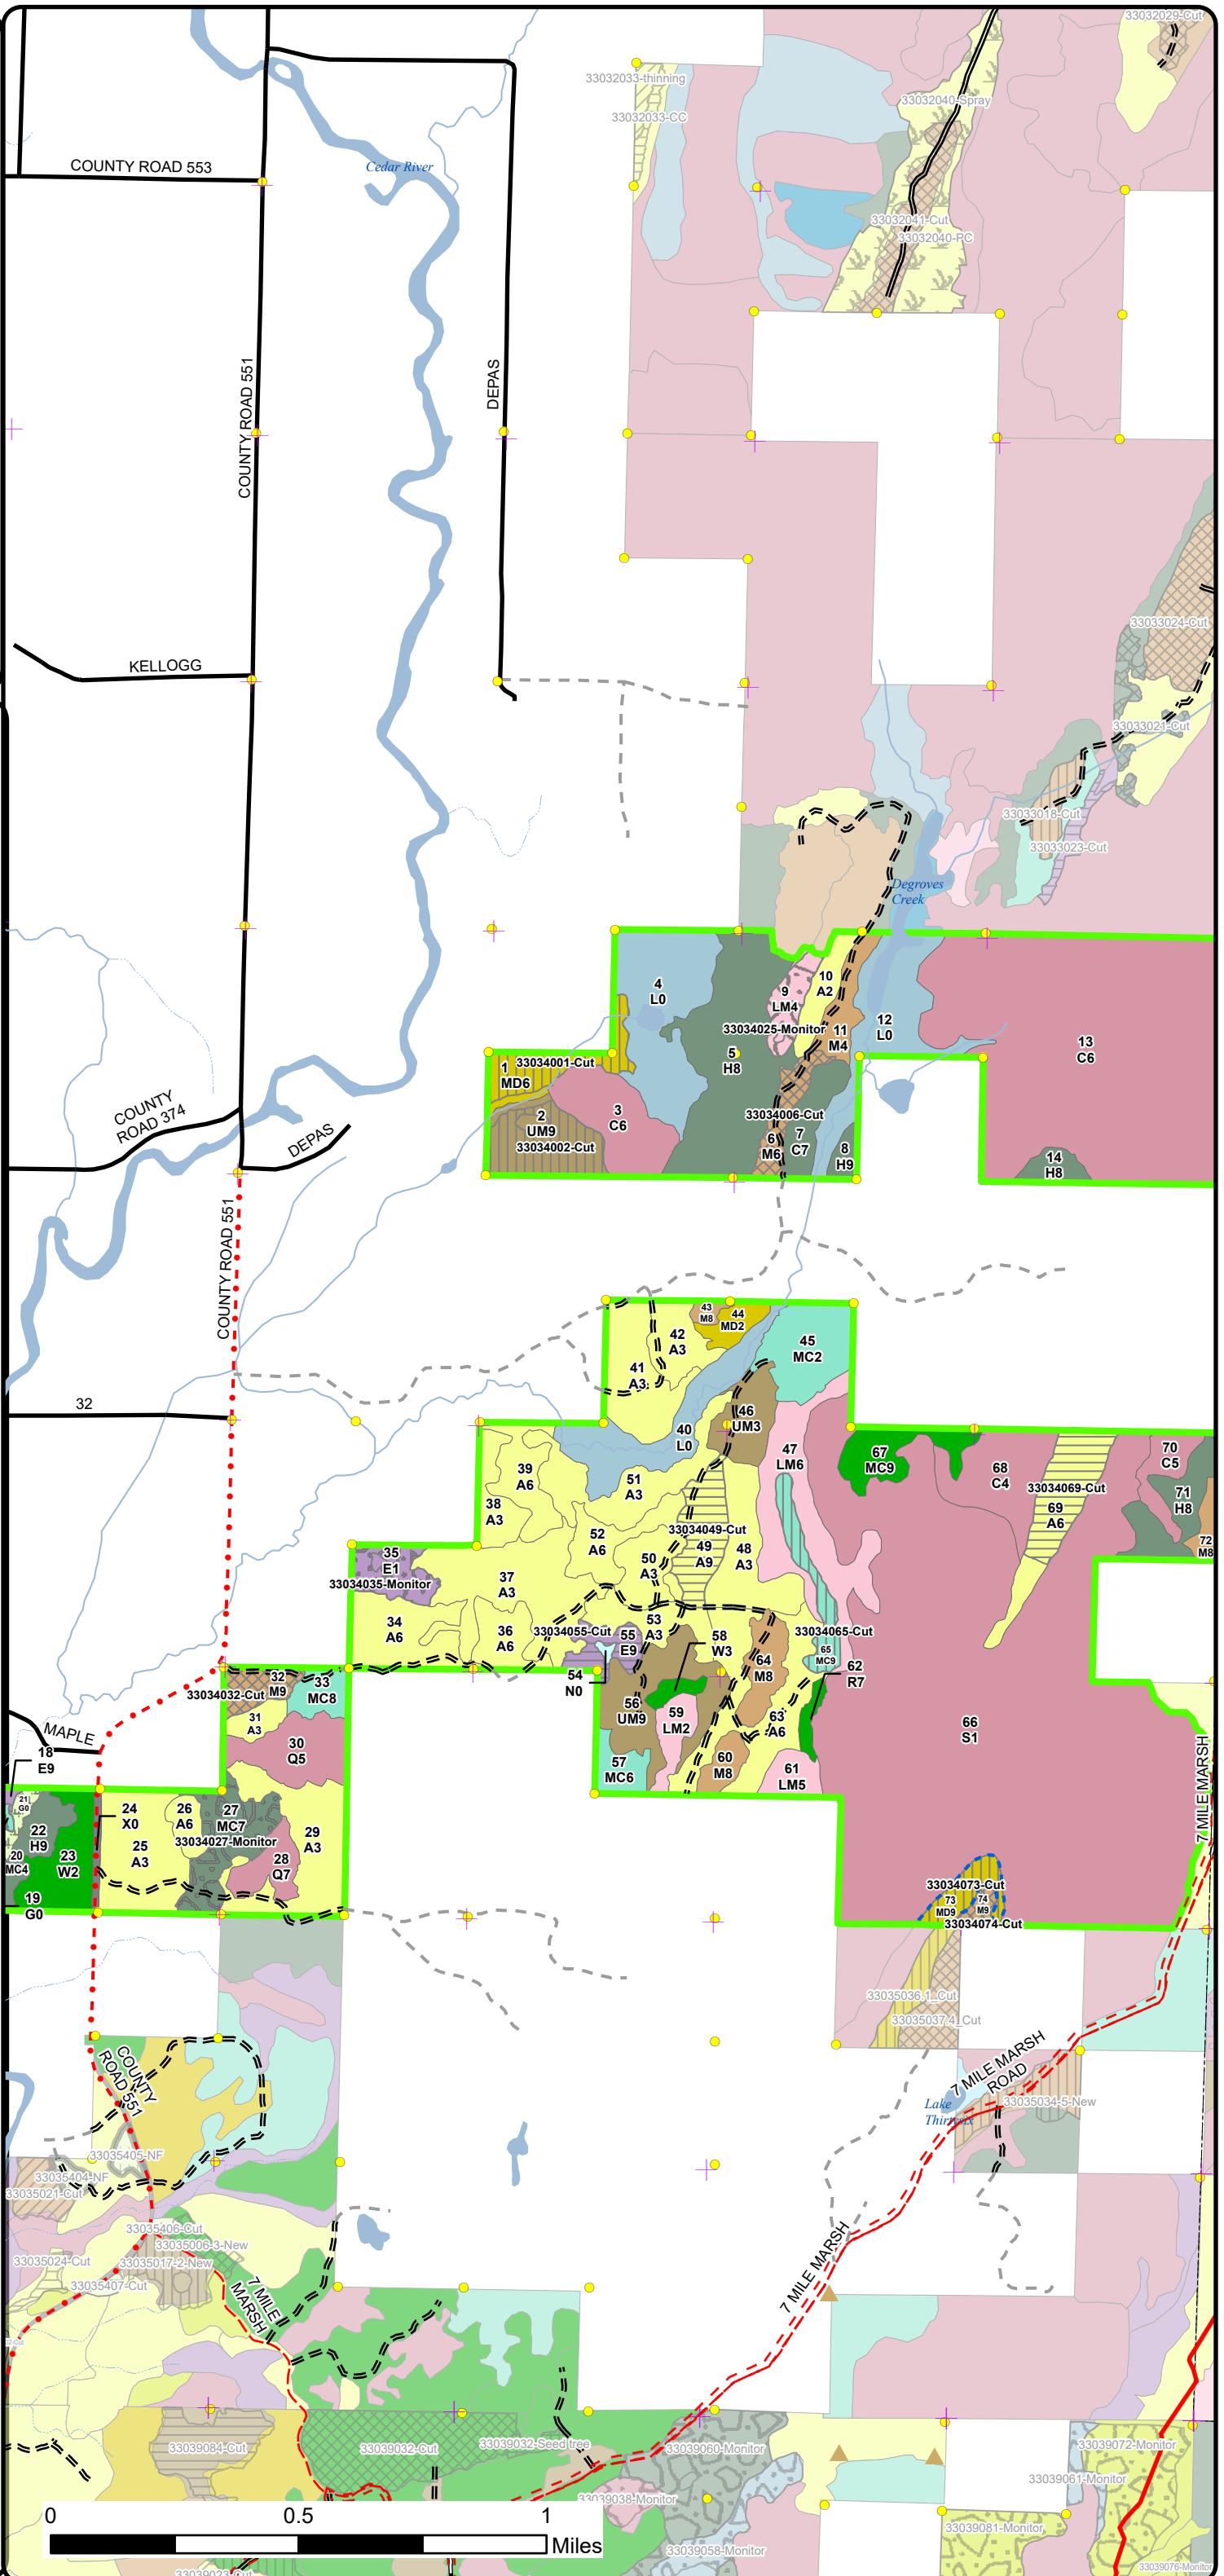 33032029-Cut
33032033-thinning
33032040-Spray
33032033-CC
COUNTY ROAD 553
Cedar River
33032041-Cut
33032040-PC
COUNTY ROAD 551
DEPAS
33033024-Cut
KELLOGG
33033021-Cut
33033018-Cut
33033023-Cut
Degroves
Creek
4
L0
9
LM4
10
A2
33034025-Monitor
11
M4
12
L0
13
C6
5
H8
1
MD6
33034001-Cut
2
UM9
33034002-Cut
3
C6
33034006-Cut
6
M6
7
C7
8
H9
14
H8
COUNTY
ROAD 374
DEPAS
COUNTY ROAD 551
43
M8
44
MD2
42
A3
41
A3
45
MC2
32
46
UM3
40
L0
47
LM6
67
MC9
68
C4
70
C5
39
A6
38
A3
51
A3
33034069-Cut
69
A6
71
H8
72
M8
52
A6
33034049-Cut
49
A9
48
A3
50
A3
35
E1
33034035-Monitor
37
A3
34
A6
36
A6
33034055-Cut
55
E9
53
A3
58
W3
33034065-Cut
65
MC9
62
R7
54
N0
64
M8
56
UM9
59
LM2
63
A6
57
MC6
60
M8
61
LM5
66
S1
33034032-Cut
32
M9
33
MC8
31
A3
30
Q5
MAPLE
18
E9
21
G0
22
H9
20
MC4
23
W2
19
G0
24
X0
25
A3
26
A6
27
MC7
33034027-Monitor
28
Q7
29
A3
7 MILE MARSH
33034073-Cut
73
MD9
74
M9
33034074-Cut
33035036.1_Cut
33035037.4_Cut
7 MILE MARSH
ROAD
Lake
Thirtysix
33035034-5-New
COUNTY
ROAD 551
33035405-NF
33035404-NF
33035021-Cut
33035406-Cut
33035006-3-New
33035024-Cut
33035017-2-New
33035407-Cut
7 MILE
MARSH
7 MILE MARSH
33039084-Cut
33039032-Cut
33039032-Seed tree
33039060-Monitor
33039072-Monitor
33039061-Monitor
33039038-Monitor
33039081-Monitor
33039058-Monitor
33039076-Monitor
33039023-Cut
0
0.5
1
Miles